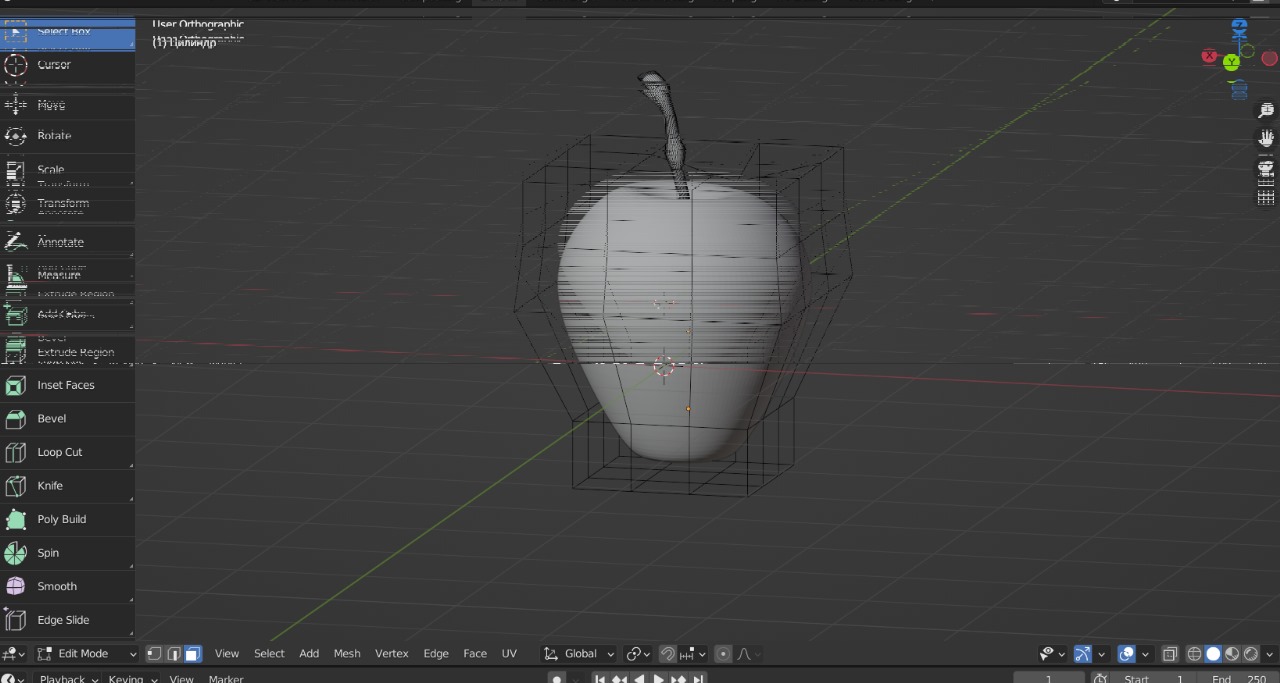 User Orthographic
(1) Цилиндр
Select Box
Cursor
Move
Rotate
Scale
Transform
Annotate
Measure
Extrude Region
Inset Faces
Bevel
Loop Cut
Knife
Poly Build
Spin
Smooth
Edge Slide
X
Y
Z
Edit Mode View Select Add Mesh Vertex Edge Face UV Global
Playback Keying View Marker 1 Start 1 End 250